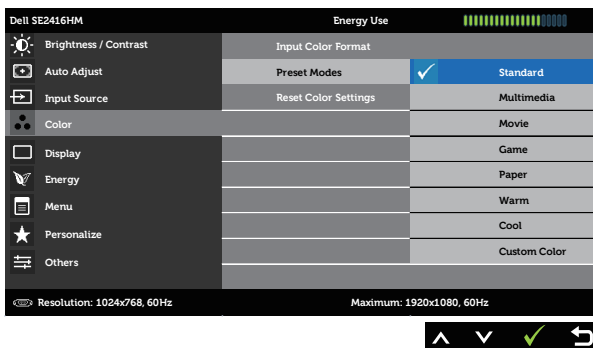 Dell SE2416HM Energy Use
Brightness / Contrast Input Color Format
Auto Adjust Preset Modes Standard
Input Source Reset Color Settings Multimedia
Color Movie
Display Game
Energy Paper
Menu Warm
Personalize Cool
Others Custom Color
Resolution: 1024x768, 60Hz Maximum: 1920x1080, 60Hz